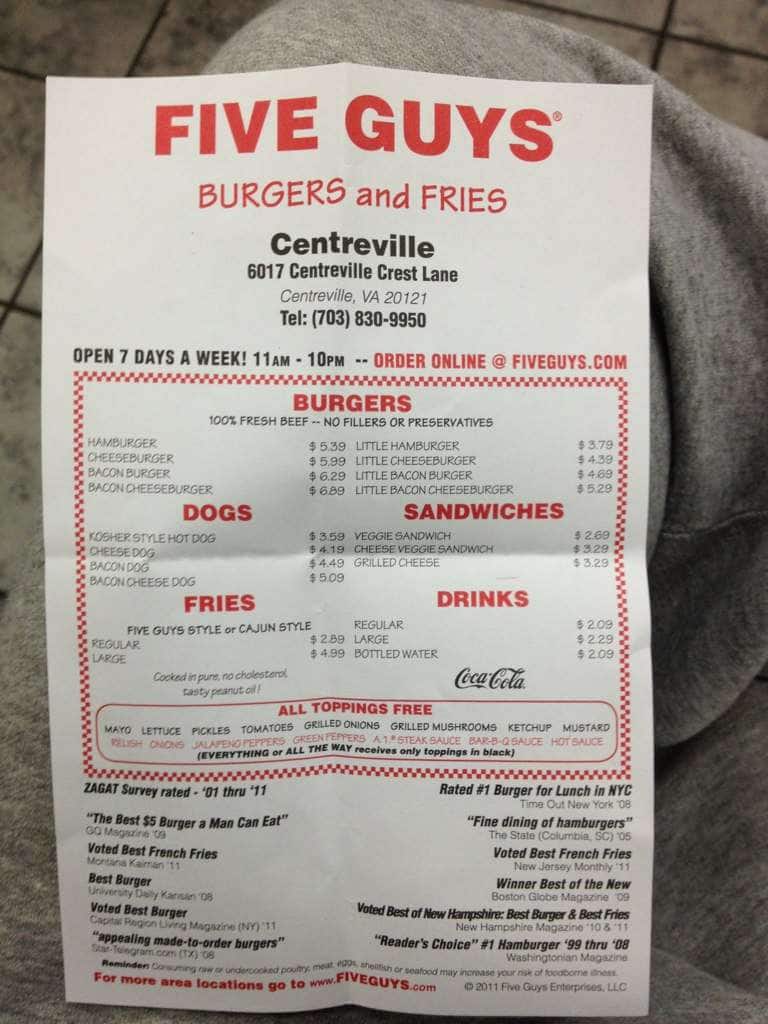 FIVE GUYS®
BURGERS and FRIES
Centreville
6017 Centreville Crest Lane
Centreville, VA 20121
Tel: (703) 830-9950
OPEN 7 DAYS A WEEK! 11AM - 10PM -- ORDER ONLINE @ FIVEGUYS.COM
BURGERS
100% FRESH BEEF -- NO FILLERS OR PRESERVATIVES
HAMBURGER $ 5.39 LITTLE HAMBURGER $ 3.79
CHEESEBURGER $ 5.99 LITTLE CHEESEBURGER $ 4.39
BACON BURGER $ 6.29 LITTLE BACON BURGER $ 4.69
BACON CHEESEBURGER $ 6.89 LITTLE BACON CHEESEBURGER $ 5.29
DOGS SANDWICHES
KOSHER STYLE HOT DOG $ 3.59 VEGGIE SANDWICH $ 2.69
CHEESE DOG $ 4.19 CHEESE VEGGIE SANDWICH $ 3.29
BACON DOG $ 4.49 GRILLED CHEESE $ 3.29
BACON CHEESE DOG $ 5.09
FRIES DRINKS
FIVE GUYS STYLE or CAJUN STYLE REGULAR $ 2.09
REGULAR $ 2.89 LARGE $ 2.29
LARGE $ 4.99 BOTTLED WATER $ 2.09
Cooked in pure, no cholesterol,
tasty peanut oil!
Coca-Cola
ALL TOPPINGS FREE
MAYO LETTUCE PICKLES TOMATOES GRILLED ONIONS GRILLED MUSHROOMS KETCHUP MUSTARD
RELISH ONIONS JALAPENO PEPPERS GREEN PEPPERS A.1.® STEAK SAUCE BAR-B-Q SAUCE HOT SAUCE
(EVERYTHING or ALL THE WAY receives only toppings in black)
ZAGAT Survey rated - '01 thru '11
"The Best $5 Burger a Man Can Eat"
GQ Magazine '09
Voted Best French Fries
Montana Kaiman '11
Best Burger
University Daily Kansan '08
Voted Best Burger
Capital Region Living Magazine (NY) '11
"appealing made-to-order burgers"
Star-Telegram.com (TX) '08
Rated #1 Burger for Lunch in NYC
Time Out New York '08
"Fine dining of hamburgers"
The State (Columbia, SC) '05
Voted Best French Fries
New Jersey Monthly '11
Winner Best of the New
Boston Globe Magazine '09
Voted Best of New Hampshire: Best Burger & Best Fries
New Hampshire Magazine '10 & '11
"Reader's Choice" #1 Hamburger '99 thru '08
Washingtonian Magazine
Reminder: Consuming raw or undercooked poultry, meat, eggs, shellfish or seafood may increase your risk of foodborne illness.
For more area locations go to www.FIVEGUYS.com
© 2011 Five Guys Enterprises, LLC